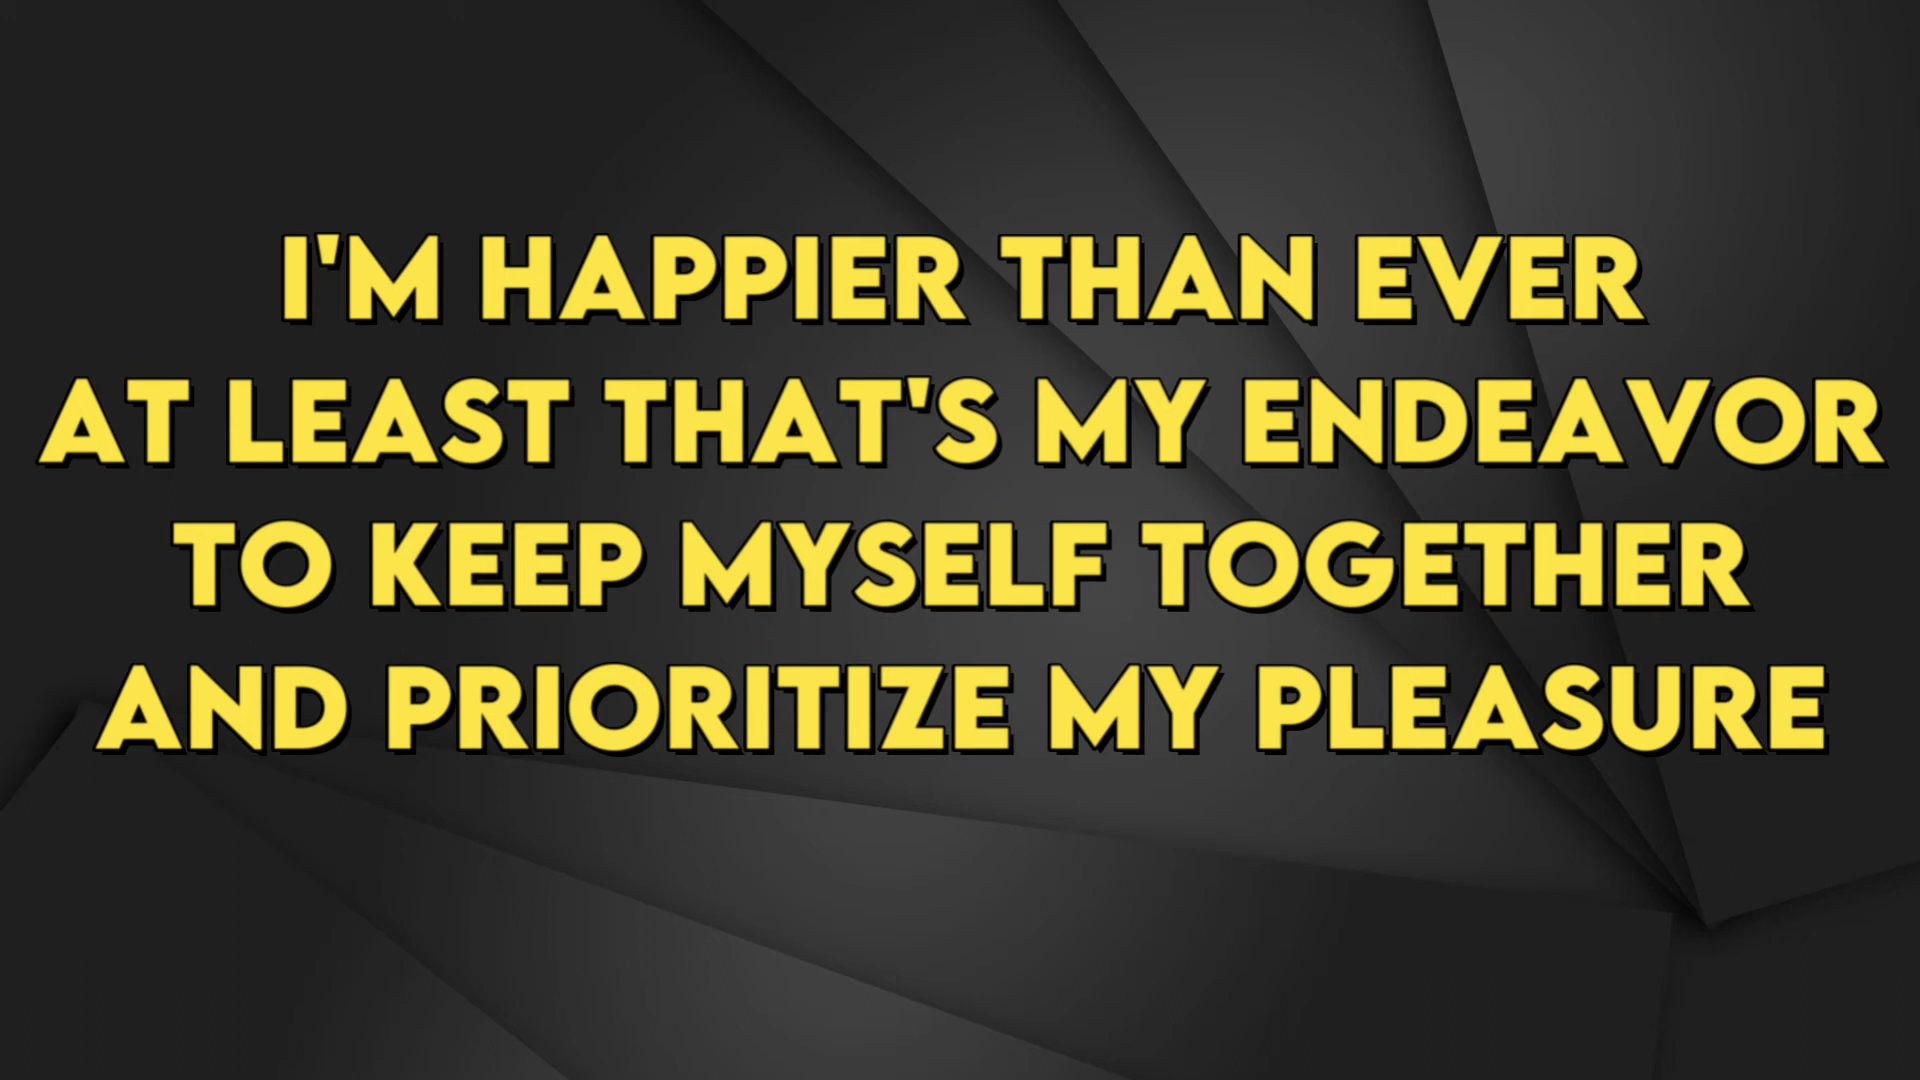 I'M HAPPIER THAN EVER
AT LEAST THAT'S MY ENDEAVOR
TO KEEP MYSELF TOGETHER
AND PRIORITIZE MY PLEASURE